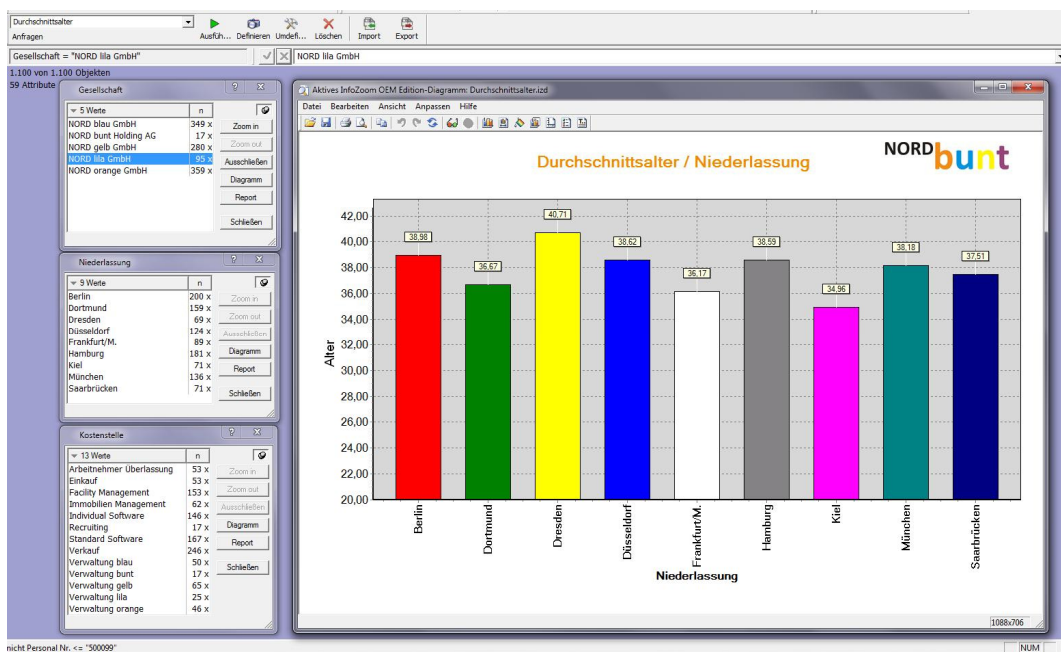 Durchschnittsalter
Anfragen
Ausfüh... Definieren Umdefi... Löschen Import Export
Gesellschaft = "NORD lila GmbH"
NORD lila GmbH
1.100 von 1.100 Objekten
59 Attribute
Gesellschaft
5 Werte n
NORD blau GmbH 349 x
NORD bunt Holding AG 17 x
NORD gelb GmbH 280 x
NORD lila GmbH 95 x
NORD orange GmbH 359 x
Zoom in
Zoom out
Ausschließen
Diagramm
Report
Schließen
Niederlassung
9 Werte n
Berlin 200 x
Dortmund 159 x
Dresden 69 x
Düsseldorf 124 x
Frankfurt/M. 89 x
Hamburg 181 x
Kiel 71 x
München 136 x
Saarbrücken 71 x
Zoom in
Zoom out
Ausschließen
Diagramm
Report
Schließen
Kostenstelle
13 Werte n
Arbeitnehmer Überlassung 53 x
Einkauf 53 x
Facility Management 153 x
Immobilien Management 62 x
Individual Software 146 x
Recruiting 17 x
Standard Software 167 x
Verkauf 246 x
Verwaltung blau 50 x
Verwaltung bunt 17 x
Verwaltung gelb 65 x
Verwaltung lila 25 x
Verwaltung orange 46 x
Zoom in
Zoom out
Ausschließen
Diagramm
Report
Schließen
Aktives InfoZoom OEM Edition-Diagramm: Durchschnittsalter.izd
Datei Bearbeiten Ansicht Anpassen Hilfe
Durchschnittsalter / Niederlassung
NORD bunt
42,00
40,00
38,00
36,00
34,00
32,00
30,00
28,00
26,00
24,00
22,00
20,00
Alter
38,98
36,67
40,71
38,62
36,17
38,59
34,96
38,18
37,51
Berlin
Dortmund
Dresden
Düsseldorf
Frankfurt/M.
Hamburg
Kiel
München
Saarbrücken
Niederlassung
1088x706
nicht Personal Nr. <= "500099"
NUM